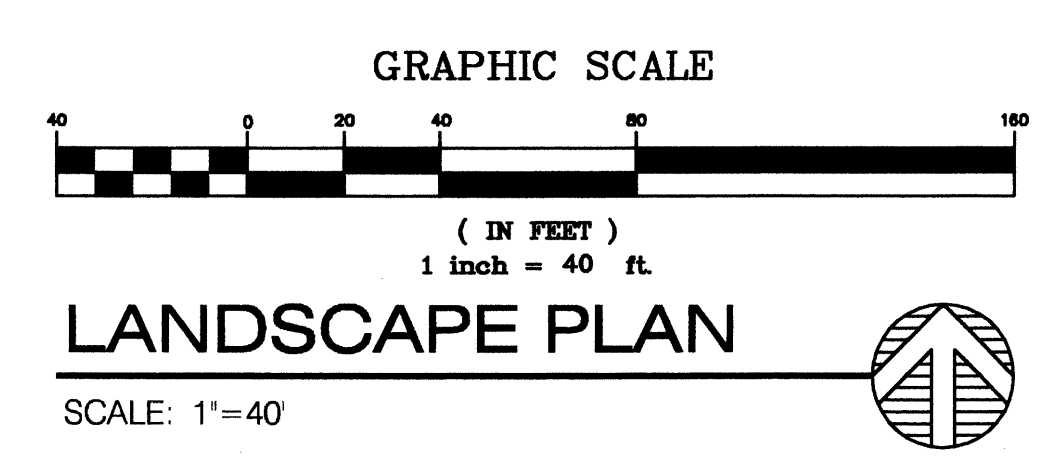 GRAPHIC SCALE
40 0 20 40 80 160
( IN FEET )
1 inch = 40 ft.
LANDSCAPE PLAN
SCALE: 1"=40'